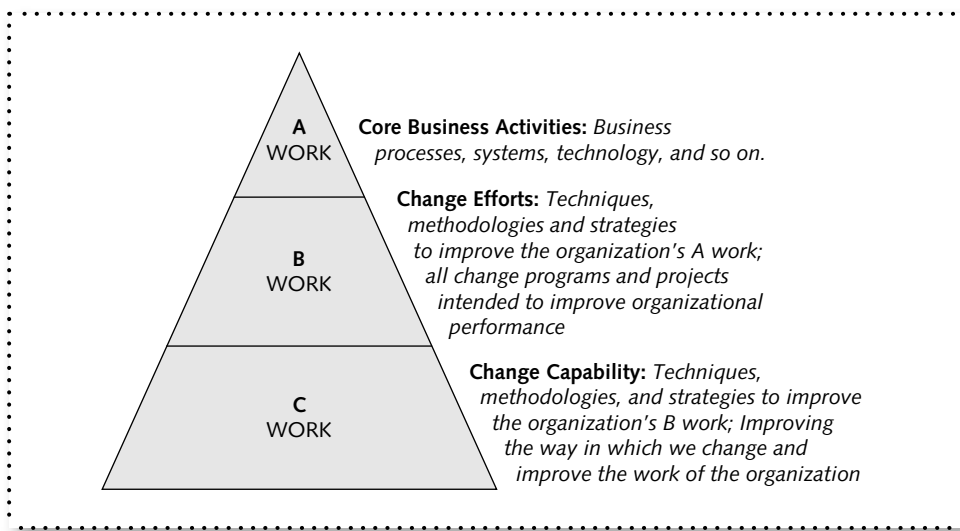 A
WORK
Core Business Activities: Business
processes, systems, technology, and so on.
B
WORK
Change Efforts: Techniques,
methodologies and strategies
to improve the organization's A work;
all change programs and projects
intended to improve organizational
performance
C
WORK
Change Capability: Techniques,
methodologies, and strategies to improve
the organization's B work; Improving
the way in which we change and
improve the work of the organization